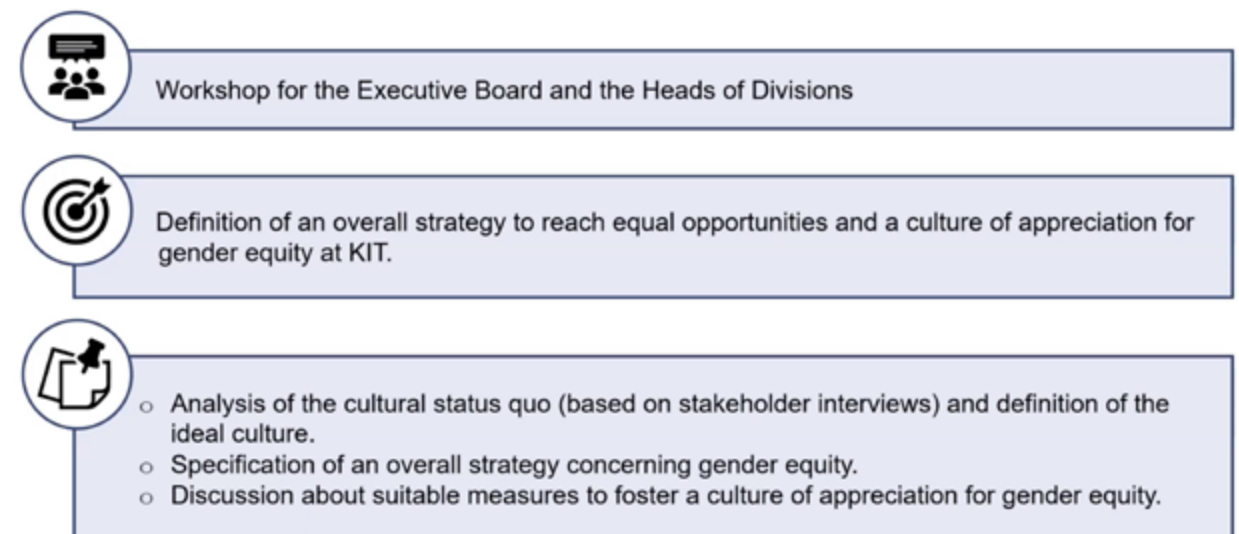 Workshop for the Executive Board and the Heads of Divisions
Definition of an overall strategy to reach equal opportunities and a culture of appreciation for
gender equity at KIT.
o Analysis of the cultural status quo (based on stakeholder interviews) and definition of the
ideal culture.
o Specification of an overall strategy concerning gender equity.
o Discussion about suitable measures to foster a culture of appreciation for gender equity.